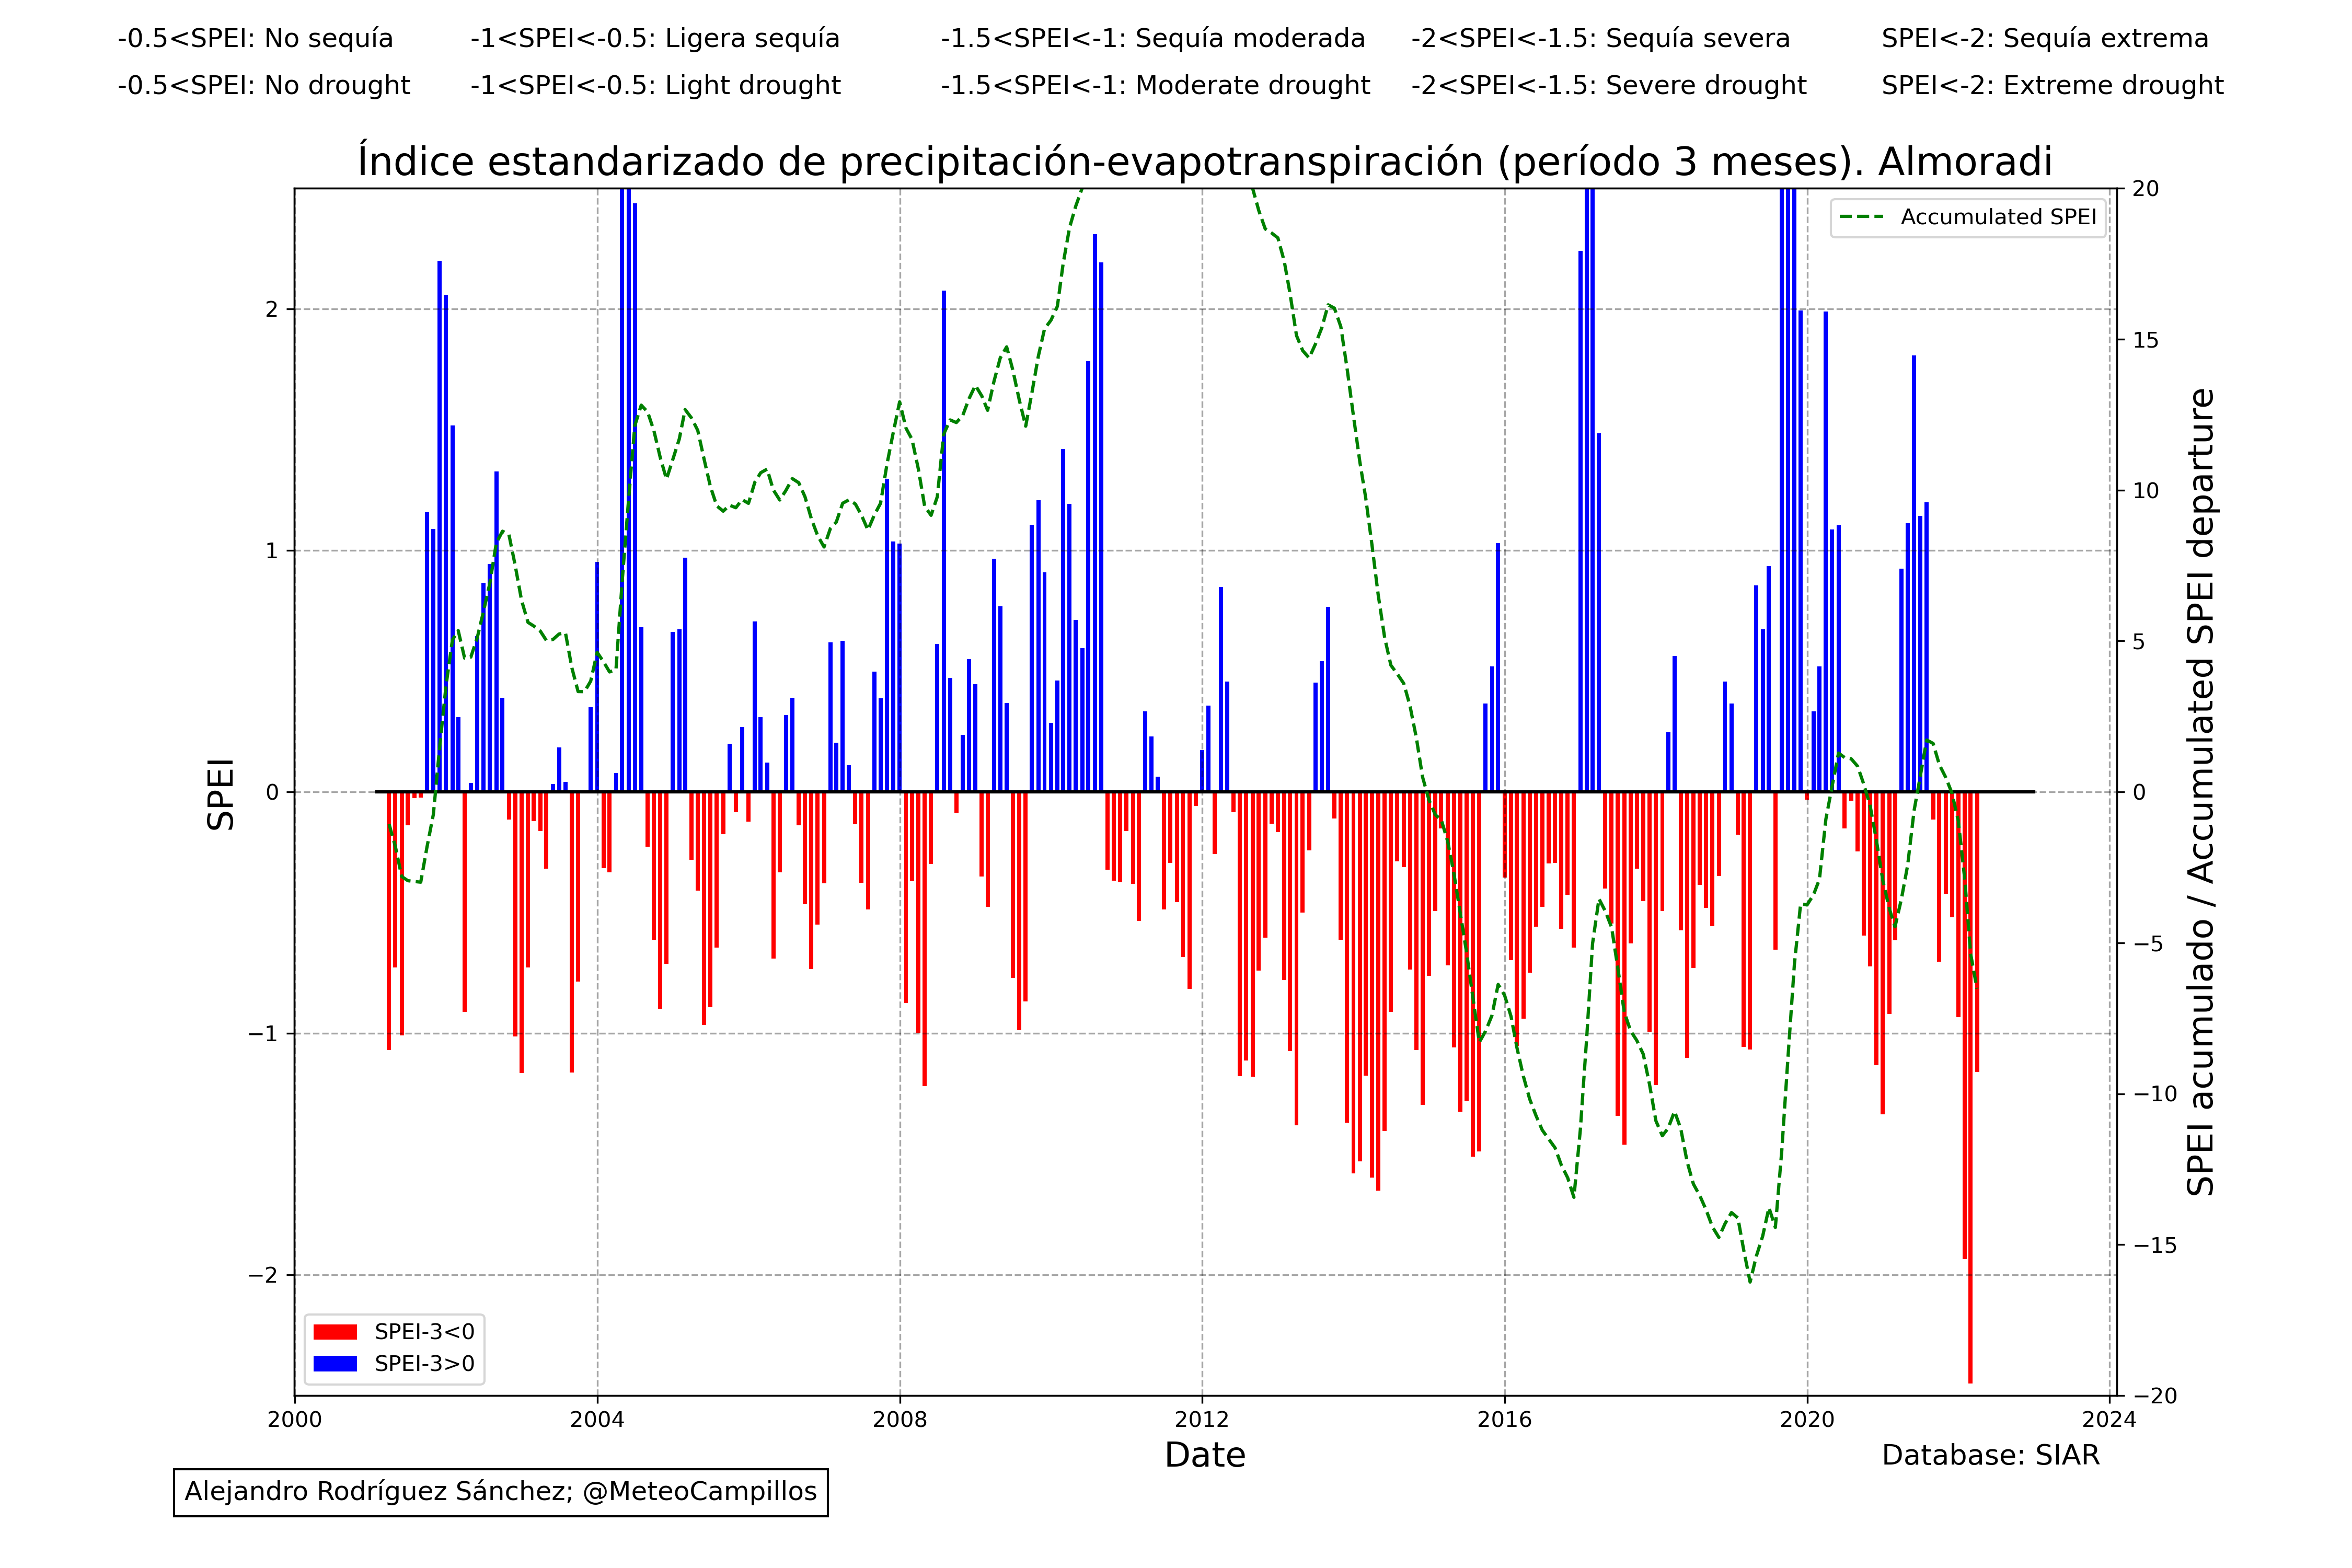 -0.5<SPEI: No sequía -1<SPEI<-0.5: Ligera sequía -1.5<SPEI<-1: Sequía moderada -2<SPEI<-1.5: Sequía severa SPEI<-2: Sequía extrema
-0.5<SPEI: No drought -1<SPEI<-0.5: Light drought -1.5<SPEI<-1: Moderate drought -2<SPEI<-1.5: Severe drought SPEI<-2: Extreme drought
Índice estandarizado de precipitación-evapotranspiración (período 3 meses). Almoradi
Accumulated SPEI
SPEI
2
1
0
−1
−2
20
15
10
5
0
−5
−10
−15
−20
SPEI acumulado / Accumulated SPEI departure
SPEI-3<0
SPEI-3>0
2000 2004 2008 2012 2016 2020 2024
Date
Database: SIAR
Alejandro Rodríguez Sánchez; @MeteoCampillos